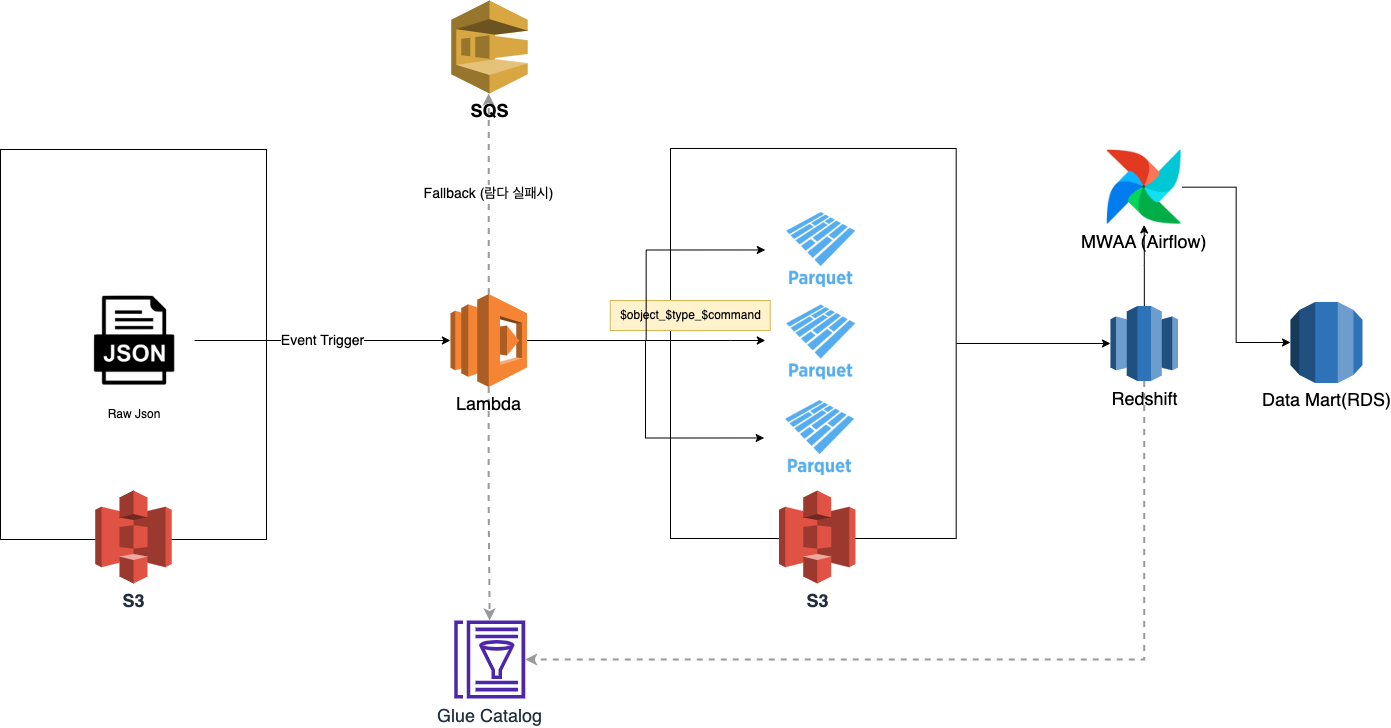 SQS
Fallback (람다 실패시)
JSON
Raw Json
S3
Event Trigger
Lambda
$object_$type_$command
Parquet
Parquet
Parquet
S3
MWAA (Airflow)
Redshift
Data Mart(RDS)
Glue Catalog